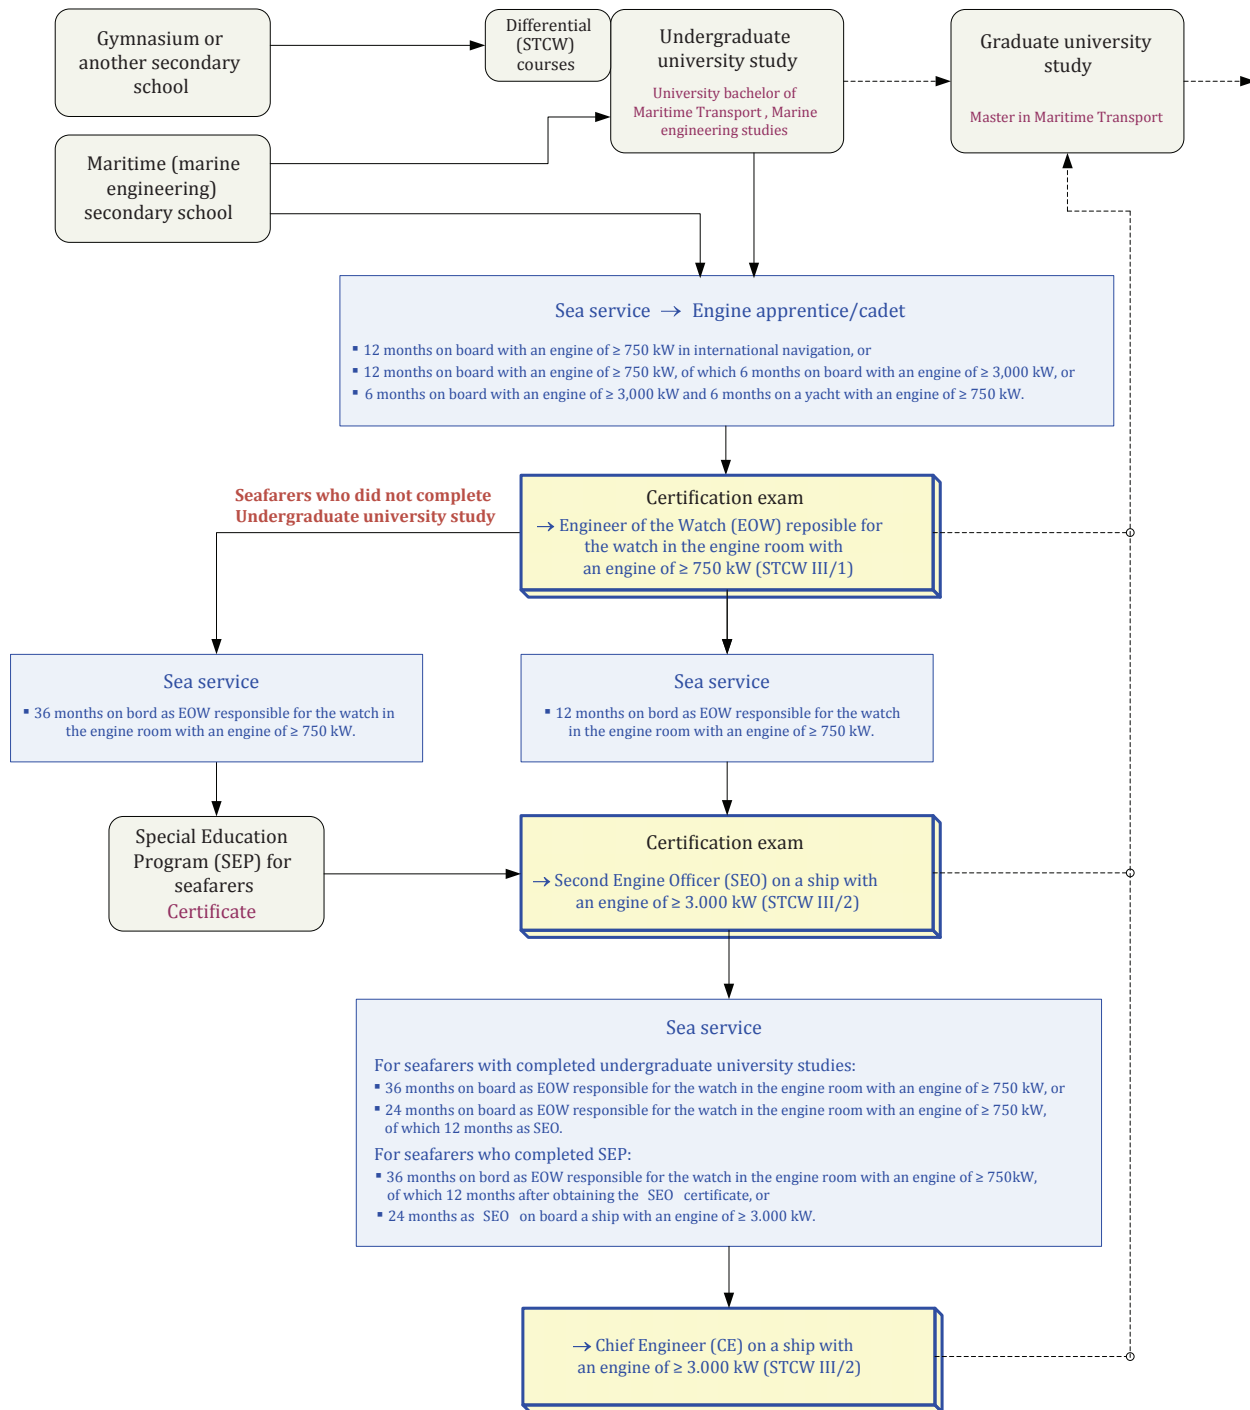 Gymnasium or
another secondary
school
Differential
(STCW)
courses
Undergraduate
university study
University bachelor of
Maritime Transport , Marine
engineering studies
Graduate university
study
Master in Maritime Transport
Maritime (marine
engineering)
secondary school
Sea service → Engine apprentice/cadet
▪ 12 months on board with an engine of ≥ 750 kW in international navigation, or
▪ 12 months on board with an engine of ≥ 750 kW, of which 6 months on board with an engine of ≥ 3,000 kW, or
▪ 6 months on board with an engine of ≥ 3,000 kW and 6 months on a yacht with an engine of ≥ 750 kW.
Seafarers who did not complete
Undergraduate university study
Certification exam
→ Engineer of the Watch (EOW) reposible for
the watch in the engine room with
an engine of ≥ 750 kW (STCW III/1)
Sea service
▪ 36 months on bord as EOW responsible for the watch in
the engine room with an engine of ≥ 750 kW.
Sea service
▪ 12 months on bord as EOW responsible for the watch
in the engine room with an engine of ≥ 750 kW.
Special Education
Program (SEP) for
seafarers
Certificate
Certification exam
→ Second Engine Officer (SEO) on a ship with
an engine of ≥ 3.000 kW (STCW III/2)
Sea service
For seafarers with completed undergraduate university studies:
▪ 36 months on board as EOW responsible for the watch in the engine room with an engine of ≥ 750 kW, or
▪ 24 months on board as EOW responsible for the watch in the engine room with an engine of ≥ 750 kW,
of which 12 months as SEO.
For seafarers who completed SEP:
▪ 36 months on bord as EOW responsible for the watch in the engine room with an engine of ≥ 750kW,
of which 12 months after obtaining the SEO certificate, or
▪ 24 months as SEO on board a ship with an engine of ≥ 3.000 kW.
→ Chief Engineer (CE) on a ship with
an engine of ≥ 3.000 kW (STCW III/2)